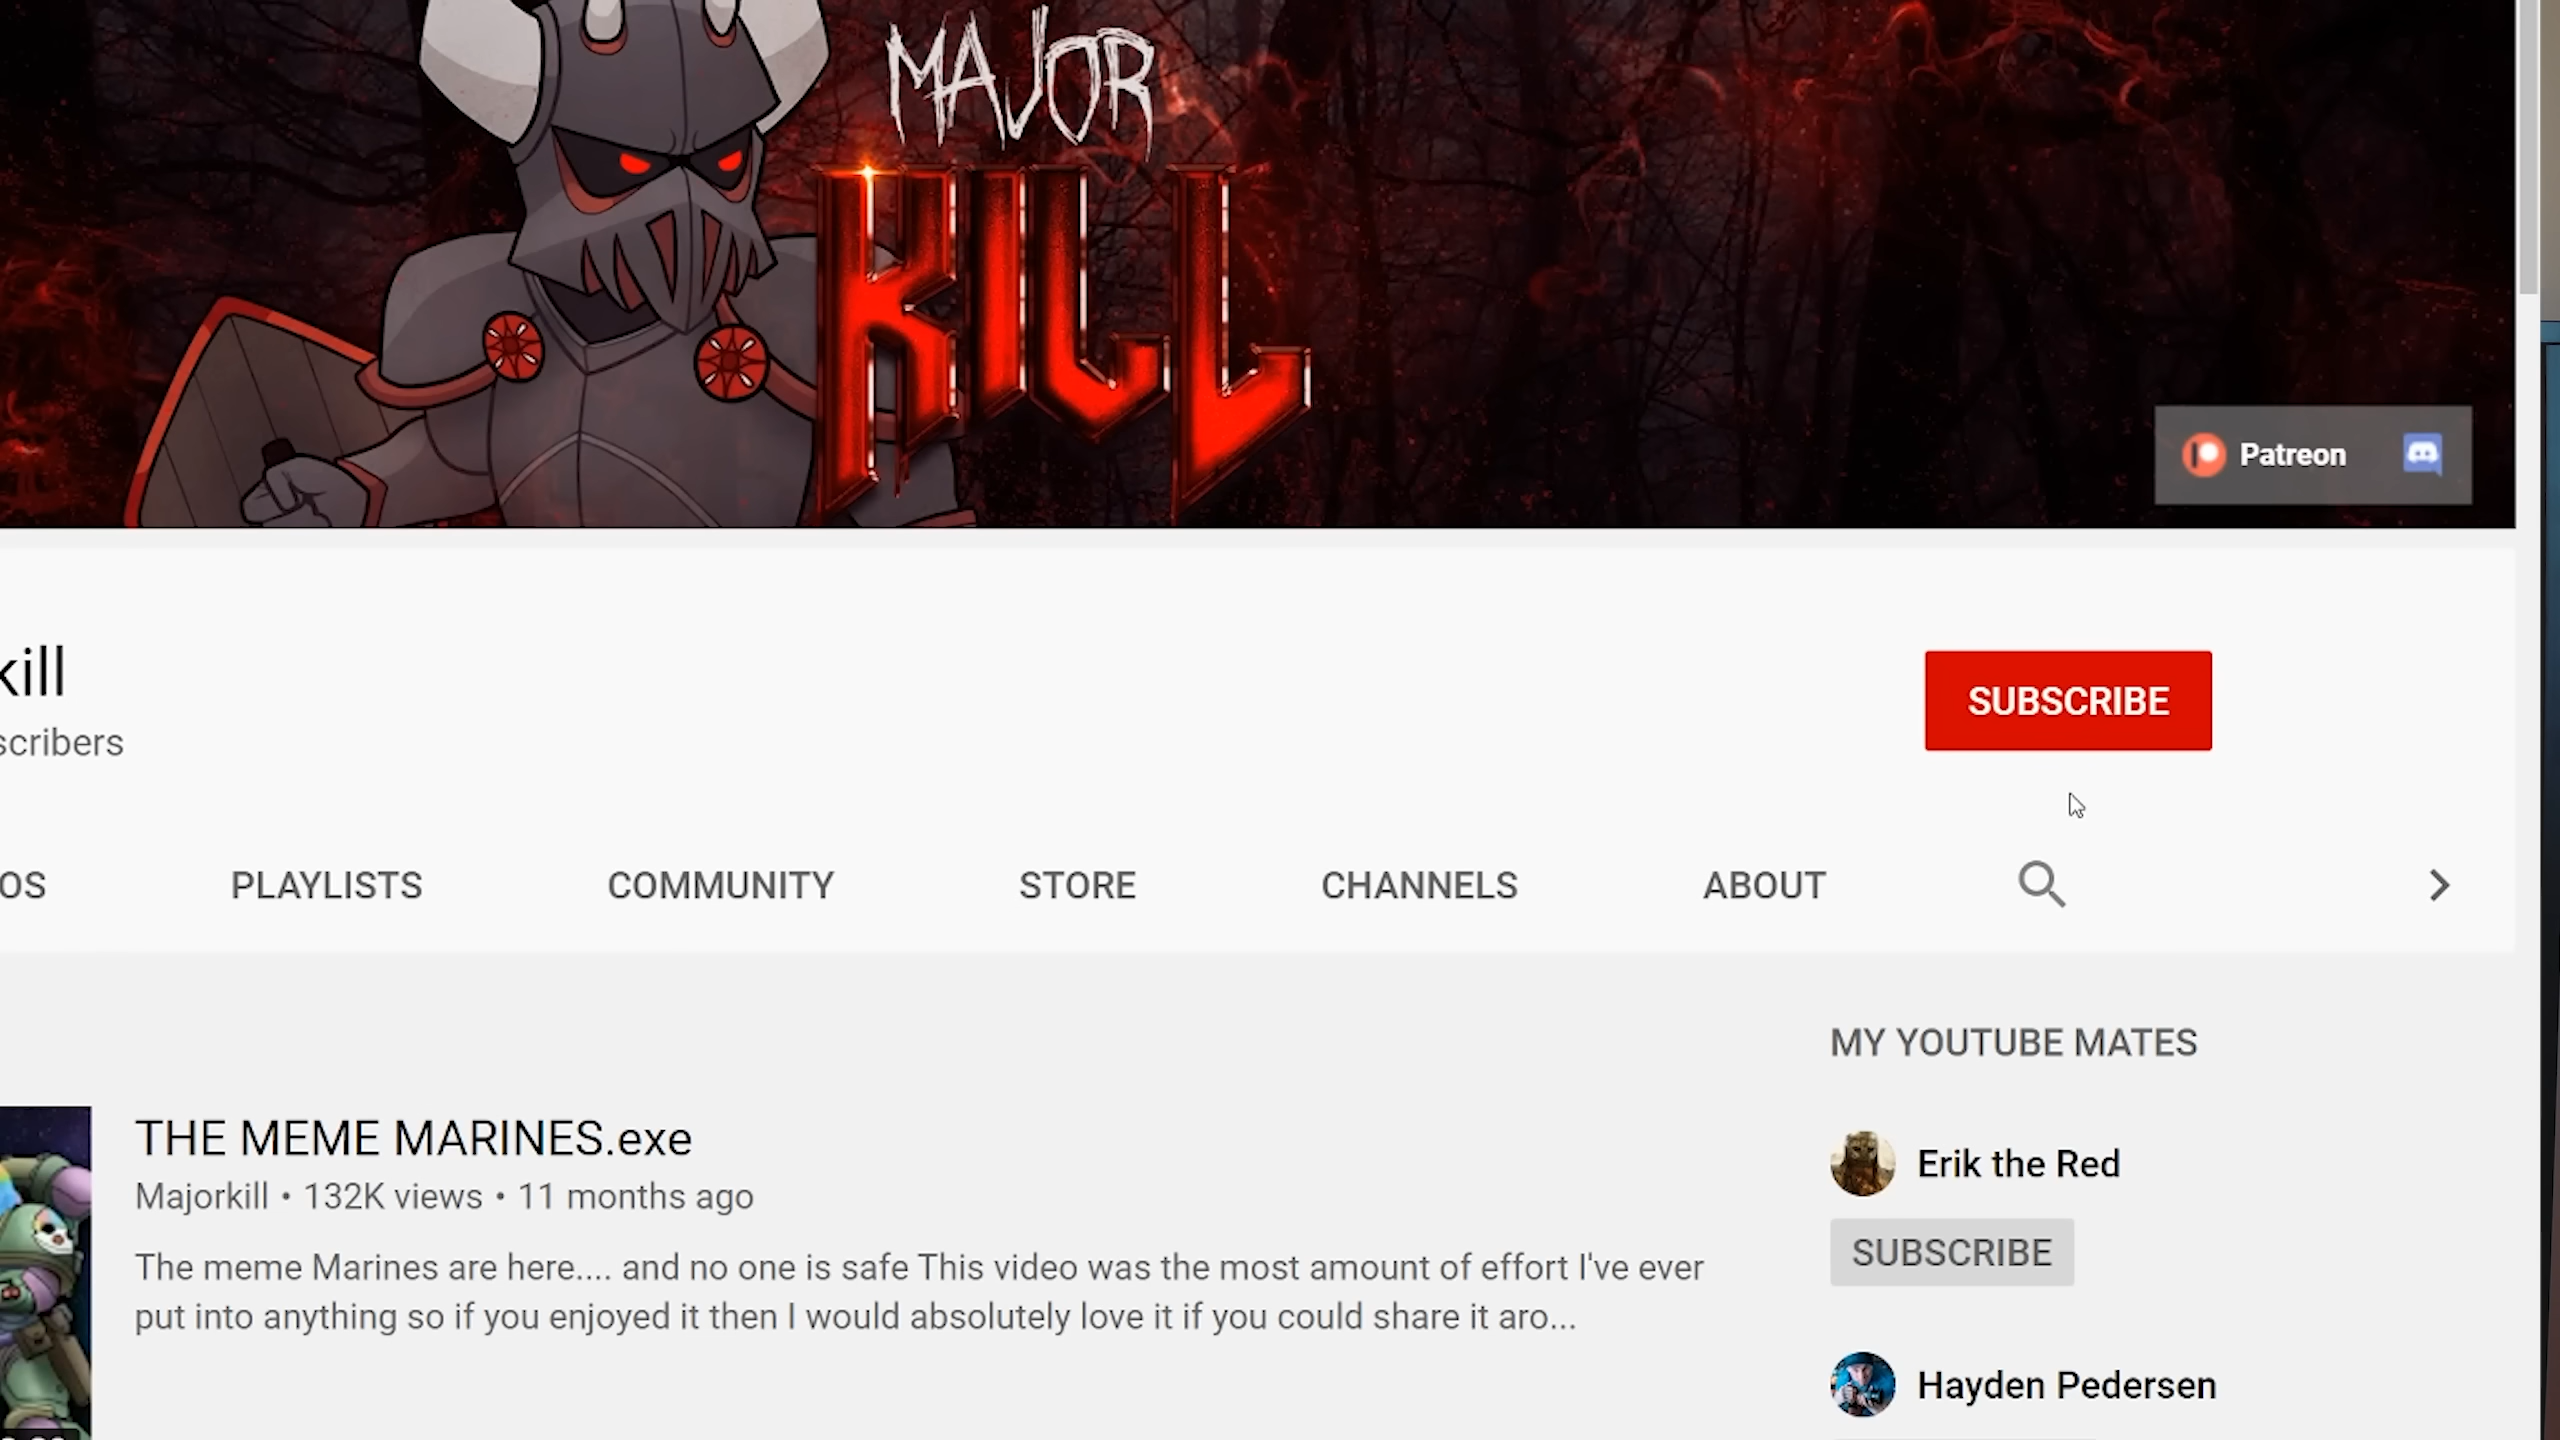 MAJOR
KILL
Patreon
kill
scribers
SUBSCRIBE
OS
PLAYLISTS
COMMUNITY
STORE
CHANNELS
ABOUT
MY YOUTUBE MATES
THE MEME MARINES.exe
Majorkill • 132K views • 11 months ago
The meme Marines are here.... and no one is safe This video was the most amount of effort I've ever
put into anything so if you enjoyed it then I would absolutely love it if you could share it aro...
Erik the Red
SUBSCRIBE
Hayden Pedersen